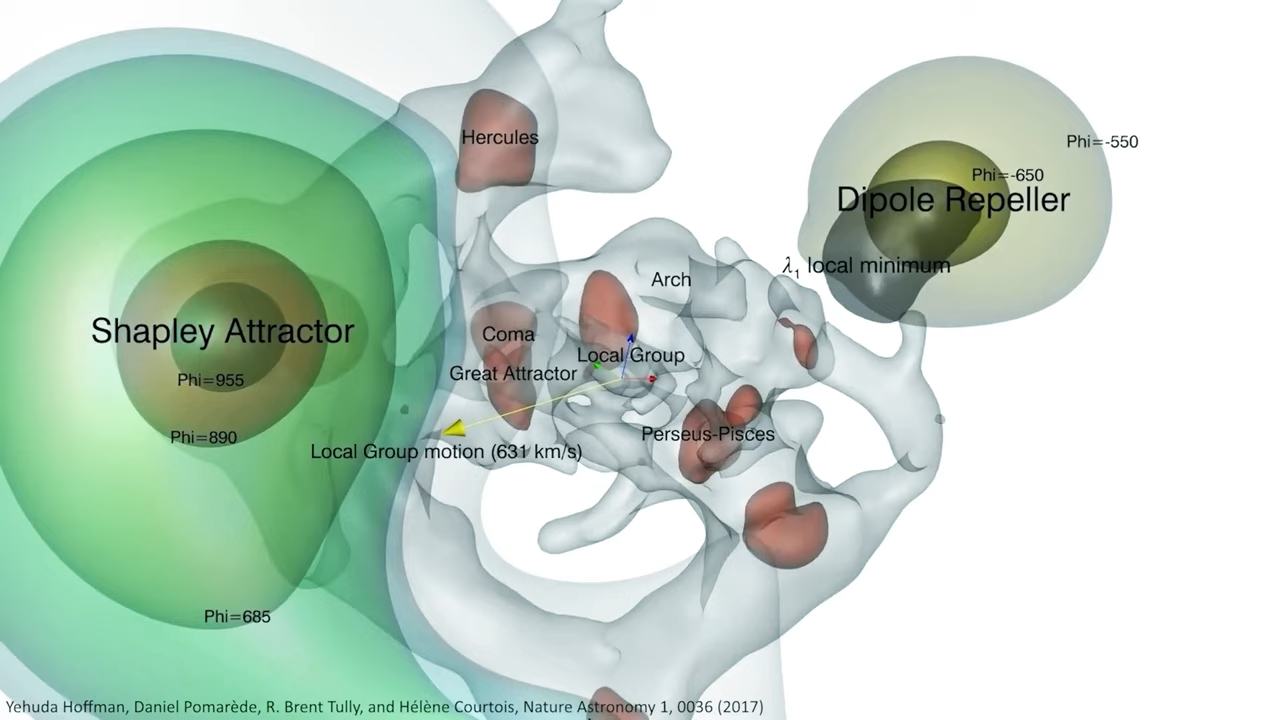 Hercules
Phi=-550
Phi=-650
Dipole Repeller
λ1 local minimum
Arch
Shapley Attractor
Coma
Local Group
Great Attractor
Phi=955
Phi=890
Perseus-Pisces
Local Group motion (631 km/s)
Phi=685
Yehuda Hoffman, Daniel Pomarède, R. Brent Tully, and Hélène Courtois, Nature Astronomy 1, 0036 (2017)